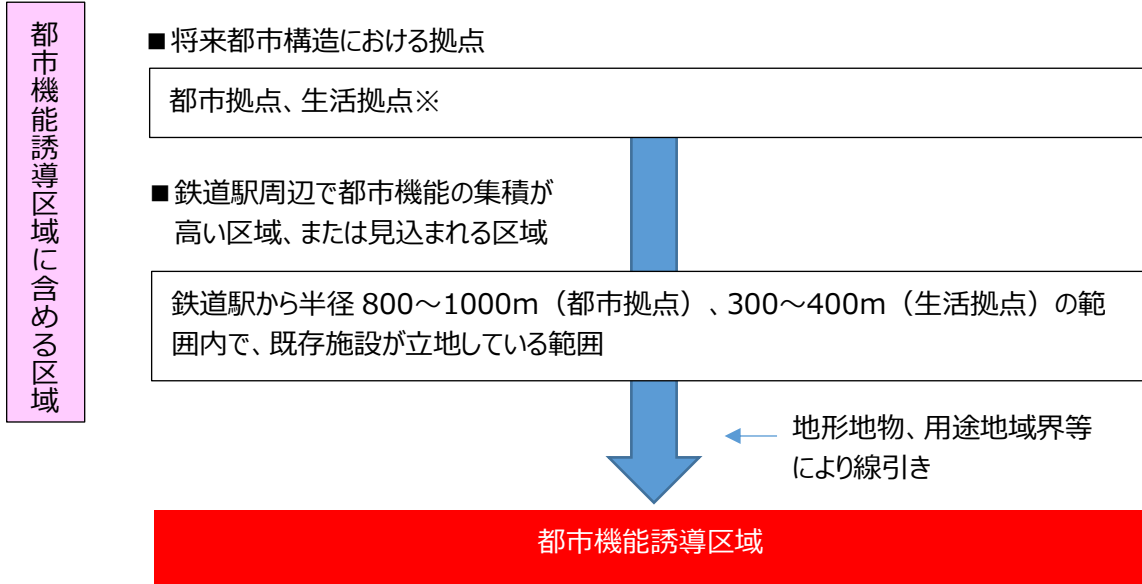 都市機能誘導区域に含める区域
■将来都市構造における拠点
都市拠点、生活拠点※
■鉄道駅周辺で都市機能の集積が
高い区域、または見込まれる区域
鉄道駅から半径 800～1000m（都市拠点）、300～400m（生活拠点）の範
囲内で、既存施設が立地している範囲
地形地物、用途地域界等
により線引き
都市機能誘導区域